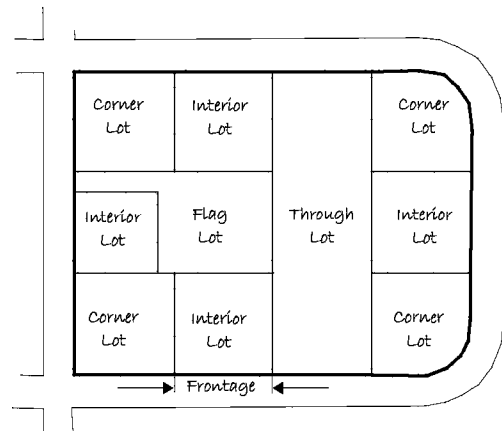 Corner
Lot
Interior
Lot
Corner
Lot
Interior
Lot
Flag
Lot
Through
Lot
Interior
Lot
Corner
Lot
Interior
Lot
Corner
Lot
Frontage